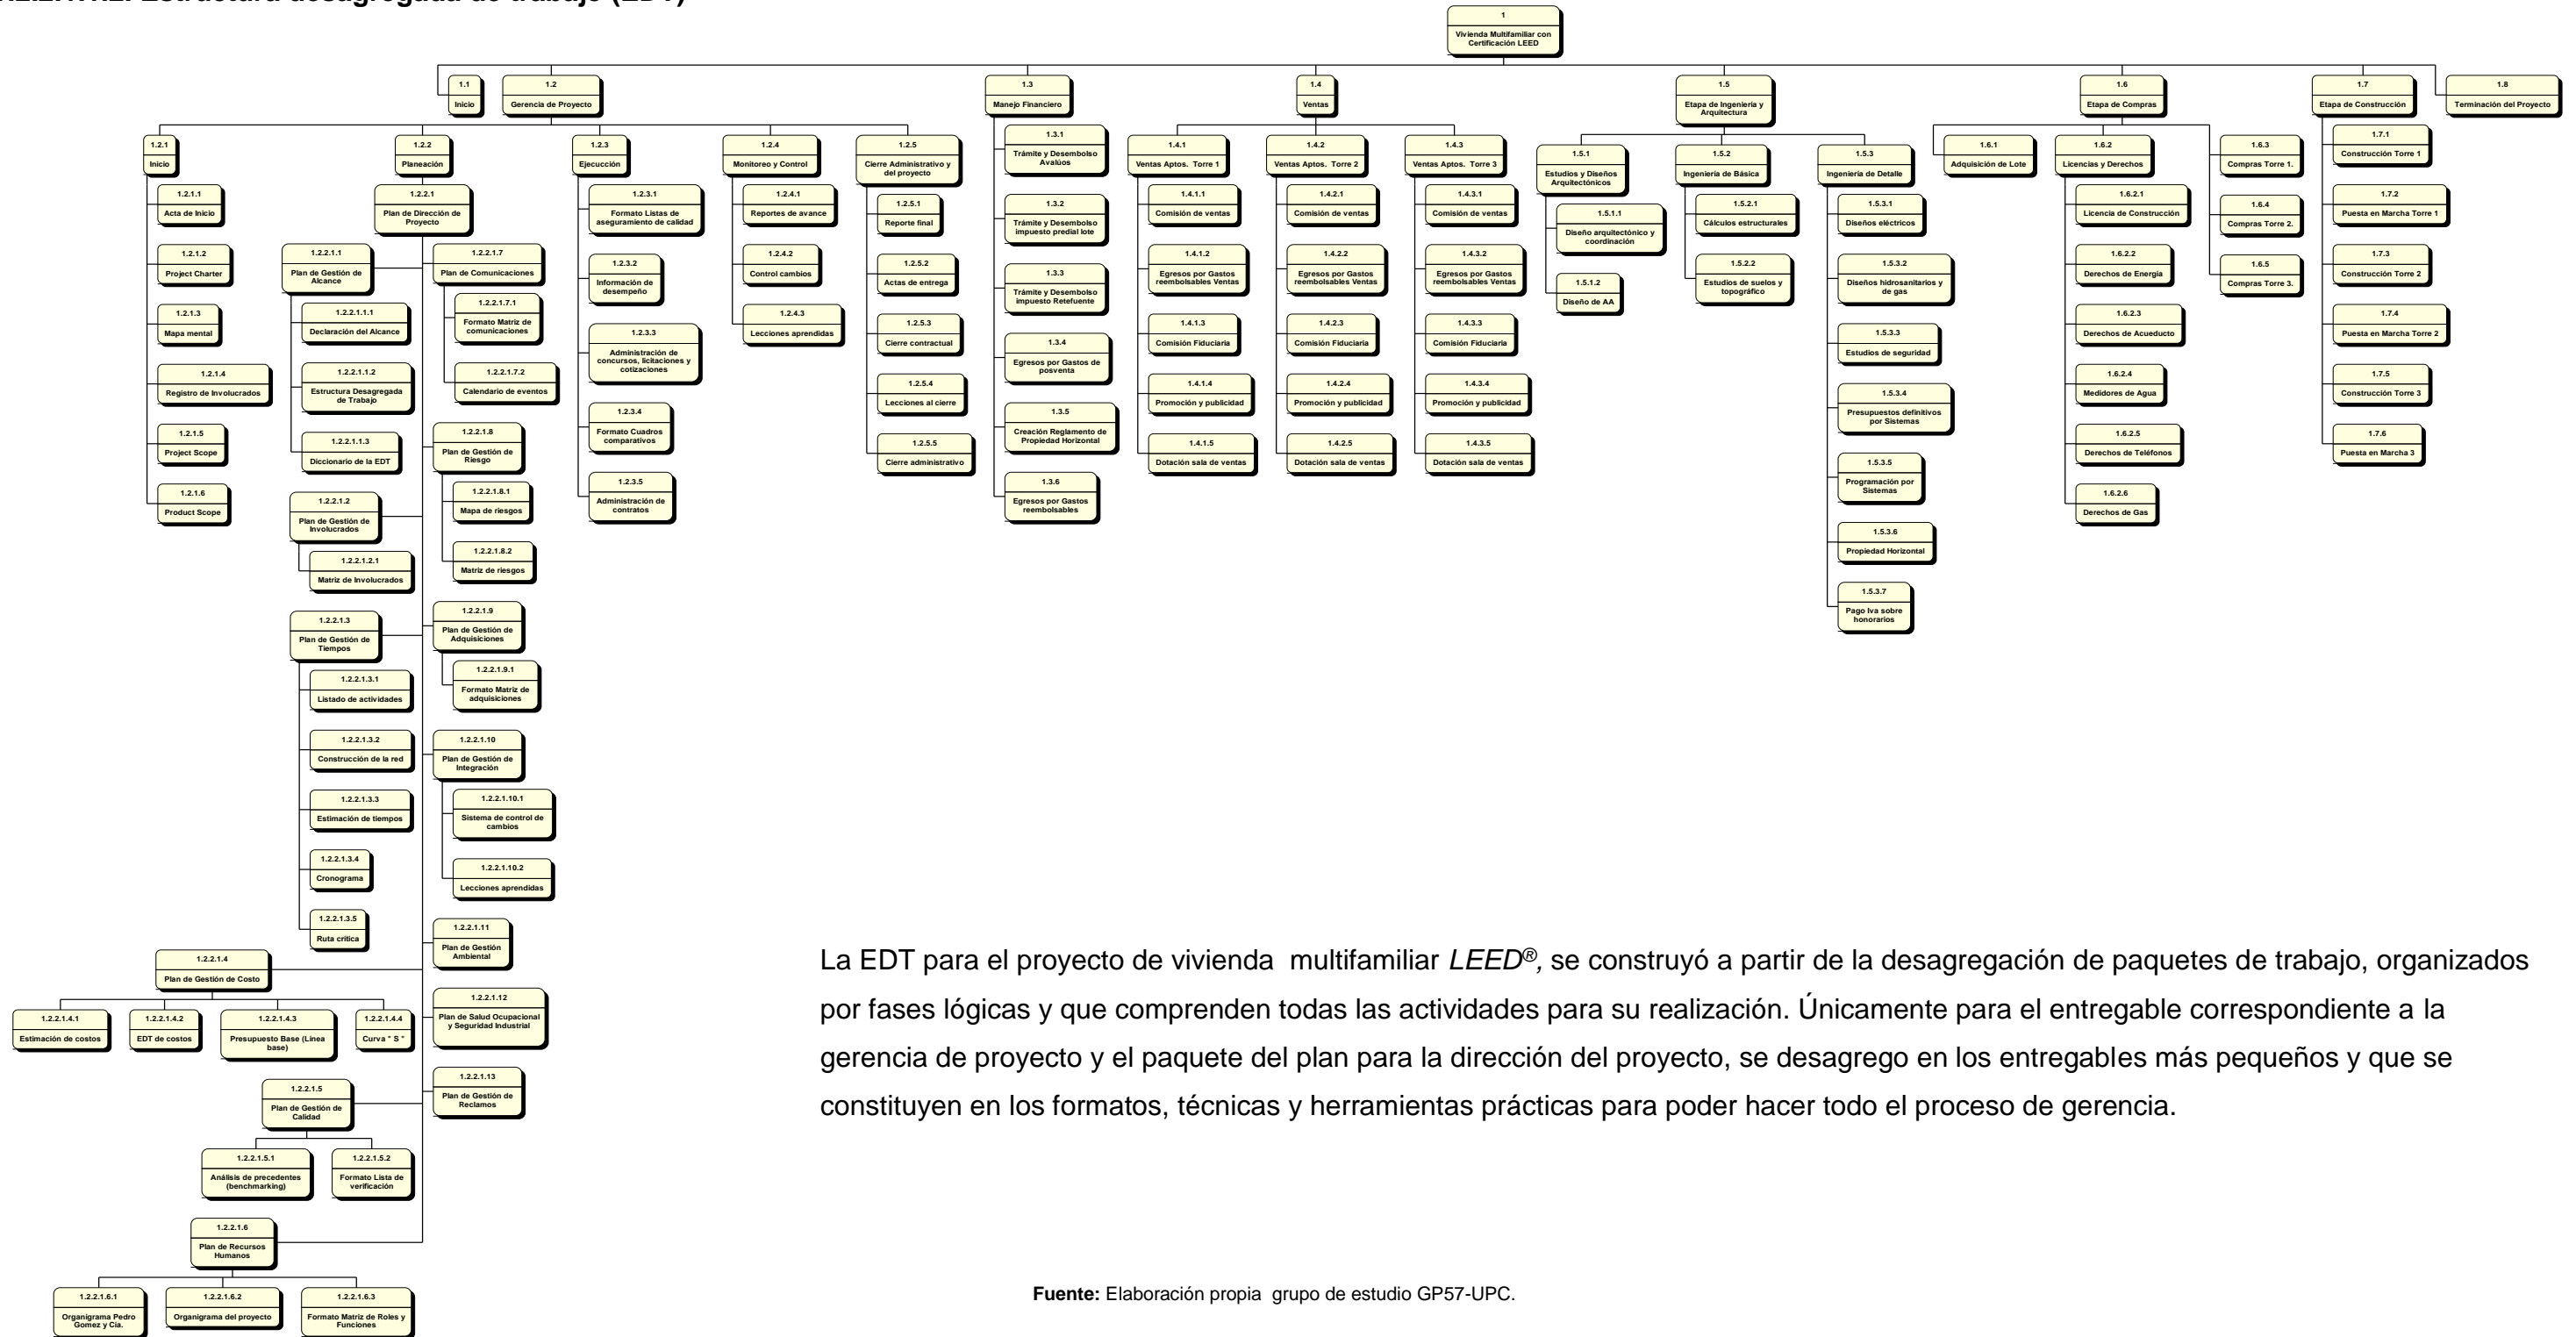 Estructura desagregada de trabajo (EDT)
1
Vivienda Multifamiliar con
Certificación LEED
1.1
Inicio
1.2
Gerencia de Proyecto
1.3
Manejo Financiero
1.4
Ventas
1.5
Etapa de Ingeniería y
Arquitectura
1.6
Etapa de Compras
1.7
Etapa de Construcción
1.8
Terminación del Proyecto
1.2.1
Inicio
1.2.1.1
Acta de Inicio
1.2.1.2
Project Charter
1.2.1.3
Mapa mental
1.2.1.4
Registro de Involucrados
1.2.1.5
Project Scope
1.2.1.6
Product Scope
1.2.2
Planeación
1.2.2.1
Plan de Dirección de
Proyecto
1.2.2.1.1
Plan de Gestión de
Alcance
1.2.2.1.1.1
Declaración del Alcance
1.2.2.1.1.2
Estructura Desagregada
de Trabajo
1.2.2.1.1.3
Diccionario de la EDT
1.2.2.1.2
Plan de Gestión de
Involucrados
1.2.2.1.2.1
Matriz de Involucrados
1.2.2.1.3
Plan de Gestión de
Tiempos
1.2.2.1.3.1
Listado de actividades
1.2.2.1.3.2
Construcción de la red
1.2.2.1.3.3
Estimación de tiempos
1.2.2.1.3.4
Cronograma
1.2.2.1.3.5
Ruta crítica
1.2.2.1.4
Plan de Gestión de Costo
1.2.2.1.4.1
Estimación de costos
1.2.2.1.4.2
EDT de costos
1.2.2.1.4.3
Presupuesto Base (Línea
base)
1.2.2.1.4.4
Curva " S "
1.2.2.1.5
Plan de Gestión de
Calidad
1.2.2.1.5.1
Análisis de precedentes
(benchmarking)
1.2.2.1.5.2
Formato Lista de
verificación
1.2.2.1.6
Plan de Recursos
Humanos
1.2.2.1.6.1
Organigrama Pedro
Gomez y Cía.
1.2.2.1.6.2
Organigrama del proyecto
1.2.2.1.6.3
Formato Matriz de Roles y
Funciones
1.2.2.1.7
Plan de Comunicaciones
1.2.2.1.7.1
Formato Matriz de
comunicaciones
1.2.2.1.7.2
Calendario de eventos
1.2.2.1.8
Plan de Gestión de
Riesgo
1.2.2.1.8.1
Mapa de riesgos
1.2.2.1.8.2
Matriz de riesgos
1.2.2.1.9
Plan de Gestión de
Adquisiciones
1.2.2.1.9.1
Formato Matriz de
adquisiciones
1.2.2.1.10
Plan de Gestión de
Integración
1.2.2.1.10.1
Sistema de control de
cambios
1.2.2.1.10.2
Lecciones aprendidas
1.2.2.1.11
Plan de Gestión
Ambiental
1.2.2.1.12
Plan de Salud Ocupacional
y Seguridad Industrial
1.2.2.1.13
Plan de Gestión de
Reclamos
1.2.3
Ejecucción
1.2.3.1
Formato Listas de
aseguramiento de calidad
1.2.3.2
Información de
desempeño
1.2.3.3
Administración de
concursos, licitaciones y
cotizaciones
1.2.3.4
Formato Cuadros
comparativos
1.2.3.5
Administración de
contratos
1.2.4
Monitoreo y Control
1.2.4.1
Reportes de avance
1.2.4.2
Control cambios
1.2.4.3
Lecciones aprendidas
1.2.5
Cierre Administrativo y
del proyecto
1.2.5.1
Reporte final
1.2.5.2
Actas de entrega
1.2.5.3
Cierre contractual
1.2.5.4
Lecciones al cierre
1.2.5.5
Cierre administrativo
1.3.1
Trámite y Desembolso
Avalúos
1.3.2
Trámite y Desembolso
impuesto predial lote
1.3.3
Trámite y Desembolso
impuesto Retefuente
1.3.4
Egresos por Gastos de
posventa
1.3.5
Creación Reglamento de
Propiedad Horizontal
1.3.6
Egresos por Gastos
reembolsables
1.4.1
Ventas Aptos. Torre 1
1.4.1.1
Comisión de ventas
1.4.1.2
Egresos por Gastos
reembolsables Ventas
1.4.1.3
Comisión Fiduciaria
1.4.1.4
Promoción y publicidad
1.4.1.5
Dotación sala de ventas
1.4.2
Ventas Aptos. Torre 2
1.4.2.1
Comisión de ventas
1.4.2.2
Egresos por Gastos
reembolsables Ventas
1.4.2.3
Comisión Fiduciaria
1.4.2.4
Promoción y publicidad
1.4.2.5
Dotación sala de ventas
1.4.3
Ventas Aptos. Torre 3
1.4.3.1
Comisión de ventas
1.4.3.2
Egresos por Gastos
reembolsables Ventas
1.4.3.3
Comisión Fiduciaria
1.4.3.4
Promoción y publicidad
1.4.3.5
Dotación sala de ventas
1.5.1
Estudios y Diseños
Arquitectónicos
1.5.1.1
Diseño arquitectónico y
coordinación
1.5.1.2
Diseño de AA
1.5.2
Ingeniería de Básica
1.5.2.1
Cálculos estructurales
1.5.2.2
Estudios de suelos y
topográfico
1.5.3
Ingeniería de Detalle
1.5.3.1
Diseños eléctricos
1.5.3.2
Diseños hidrosanitarios y
de gas
1.5.3.3
Estudios de seguridad
1.5.3.4
Presupuestos definitivos
por Sistemas
1.5.3.5
Programación por
Sistemas
1.5.3.6
Propiedad Horizontal
1.5.3.7
Pago Iva sobre
honorarios
1.6.1
Adquisición de Lote
1.6.2
Licencias y Derechos
1.6.2.1
Licencia de Construcción
1.6.2.2
Derechos de Energía
1.6.2.3
Derechos de Acueducto
1.6.2.4
Medidores de Agua
1.6.2.5
Derechos de Teléfonos
1.6.2.6
Derechos de Gas
1.6.3
Compras Torre 1.
1.6.4
Compras Torre 2.
1.6.5
Compras Torre 3.
1.7.1
Construcción Torre 1
1.7.2
Puesta en Marcha Torre 1
1.7.3
Construcción Torre 2
1.7.4
Puesta en Marcha Torre 2
1.7.5
Construcción Torre 3
1.7.6
Puesta en Marcha 3
La EDT para el proyecto de vivienda multifamiliar LEED®, se construyó a partir de la desagregación de paquetes de trabajo, organizados
por fases lógicas y que comprenden todas las actividades para su realización. Únicamente para el entregable correspondiente a la
gerencia de proyecto y el paquete del plan para la dirección del proyecto, se desagrego en los entregables más pequeños y que se
constituyen en los formatos, técnicas y herramientas prácticas para poder hacer todo el proceso de gerencia.
Fuente: Elaboración propia grupo de estudio GP57-UPC.